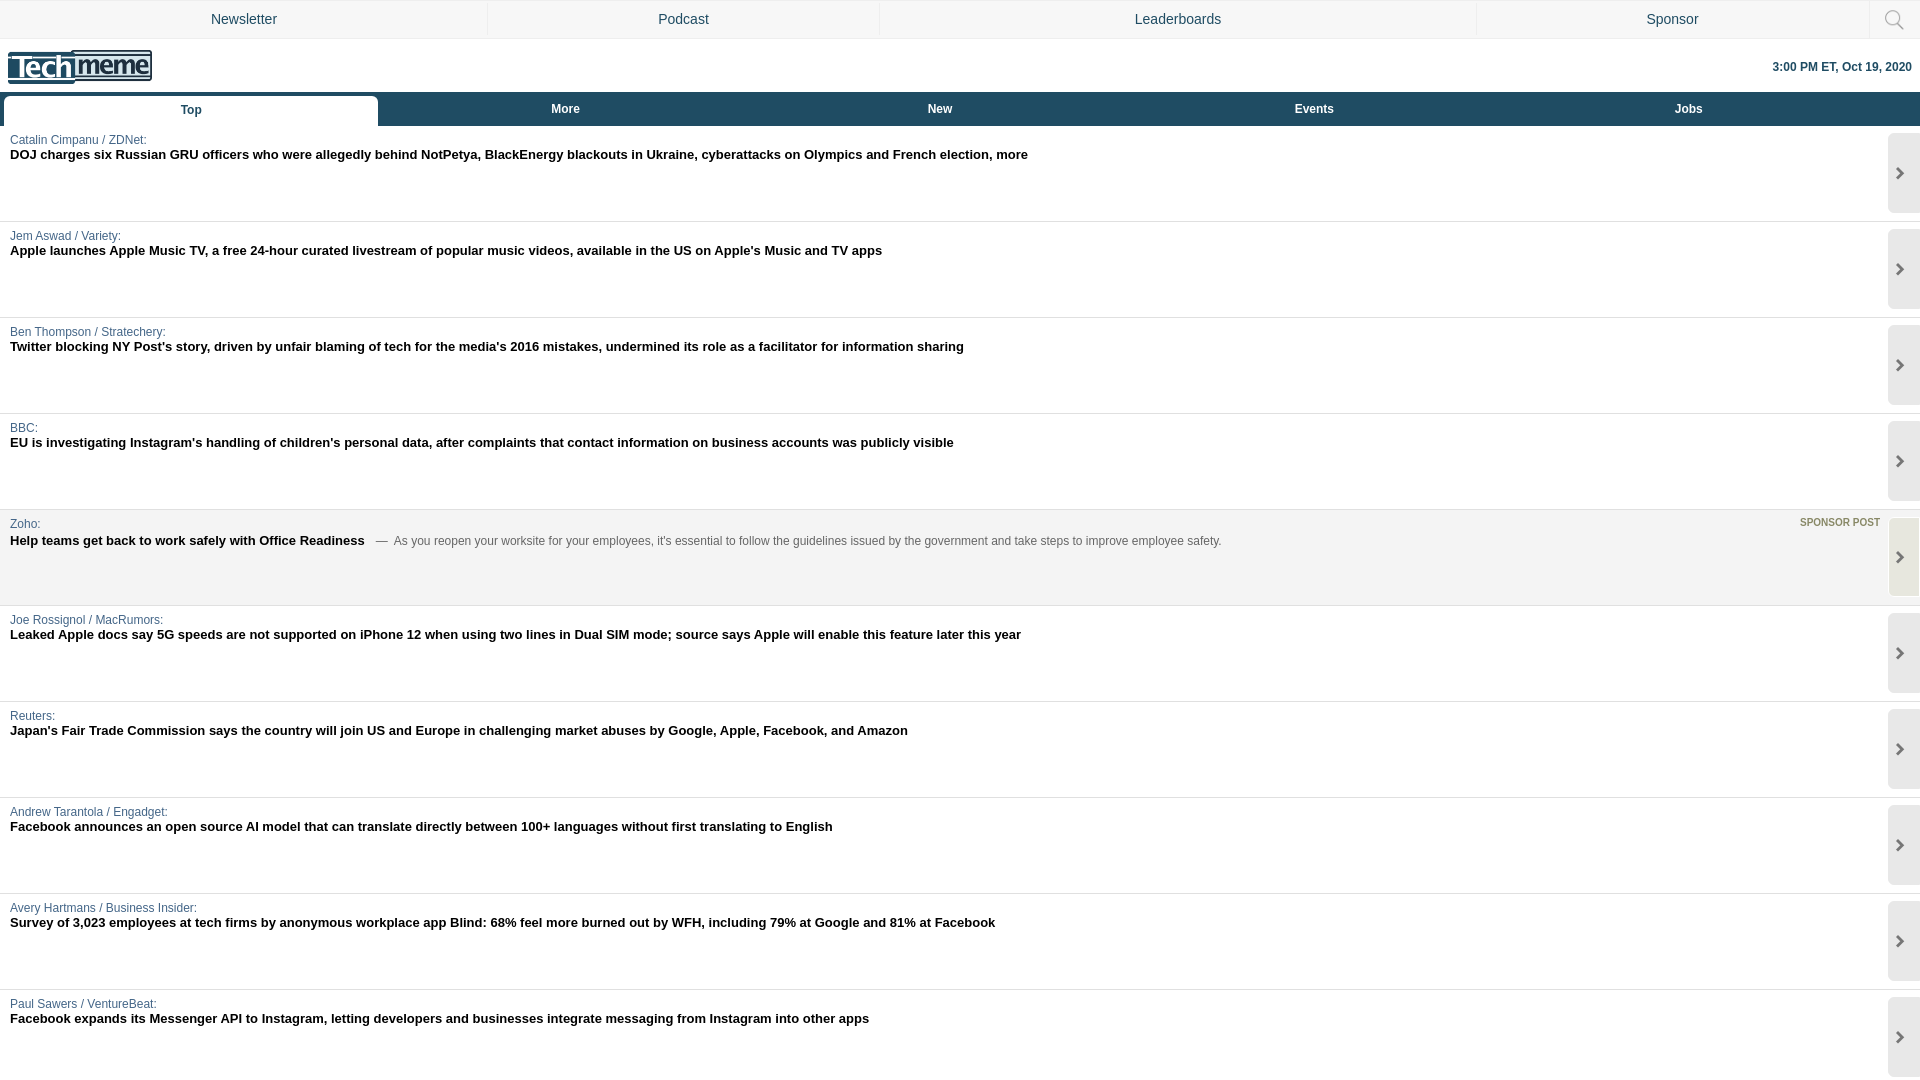 Newsletter
Podcast
Leaderboards
Sponsor
Techmeme
3:00 PM ET, Oct 19, 2020
Top
More
New
Events
Jobs
Catalin Cimpanu / ZDNet:
DOJ charges six Russian GRU officers who were allegedly behind NotPetya, BlackEnergy blackouts in Ukraine, cyberattacks on Olympics and French election, more
Jem Aswad / Variety:
Apple launches Apple Music TV, a free 24-hour curated livestream of popular music videos, available in the US on Apple's Music and TV apps
Ben Thompson / Stratechery:
Twitter blocking NY Post's story, driven by unfair blaming of tech for the media's 2016 mistakes, undermined its role as a facilitator for information sharing
BBC:
EU is investigating Instagram's handling of children's personal data, after complaints that contact information on business accounts was publicly visible
Zoho:
SPONSOR POST
Help teams get back to work safely with Office Readiness — As you reopen your worksite for your employees, it's essential to follow the guidelines issued by the government and take steps to improve employee safety.
Joe Rossignol / MacRumors:
Leaked Apple docs say 5G speeds are not supported on iPhone 12 when using two lines in Dual SIM mode; source says Apple will enable this feature later this year
Reuters:
Japan's Fair Trade Commission says the country will join US and Europe in challenging market abuses by Google, Apple, Facebook, and Amazon
Andrew Tarantola / Engadget:
Facebook announces an open source AI model that can translate directly between 100+ languages without first translating to English
Avery Hartmans / Business Insider:
Survey of 3,023 employees at tech firms by anonymous workplace app Blind: 68% feel more burned out by WFH, including 79% at Google and 81% at Facebook
Paul Sawers / VentureBeat:
Facebook expands its Messenger API to Instagram, letting developers and businesses integrate messaging from Instagram into other apps